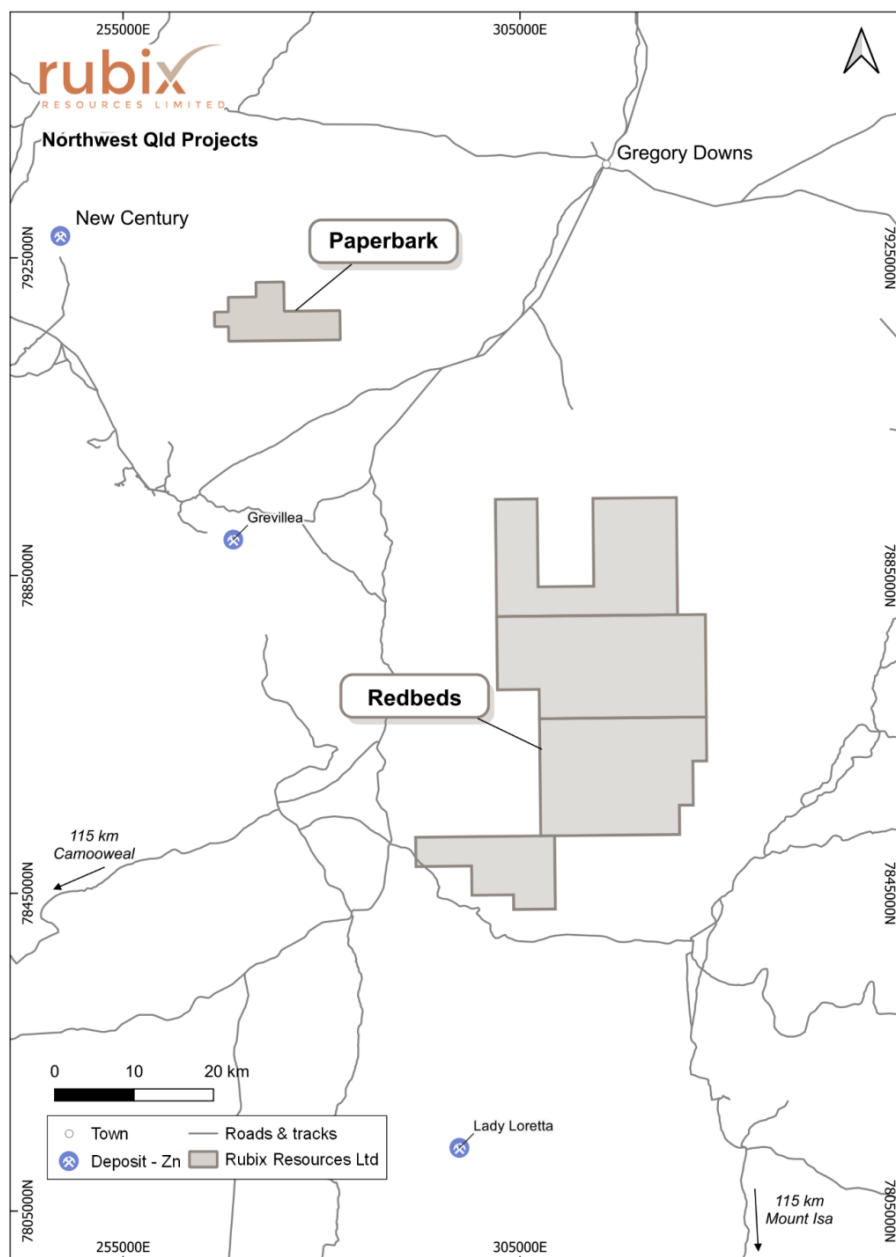 255000E
305000E
rubix
RESOURCES LIMITED
Northwest Qld Projects
Gregory Downs
New Century
Paperbark
7925000N
7925000N
Grevillea
7885000N
7885000N
Redbeds
115 km
Camooweal
7845000N
7845000N
0 10 20 km
Town
Roads & tracks
Deposit - Zn
Rubix Resources Ltd
Lady Loretta
115 km
Mount Isa
7805000N
7805000N
255000E
305000E